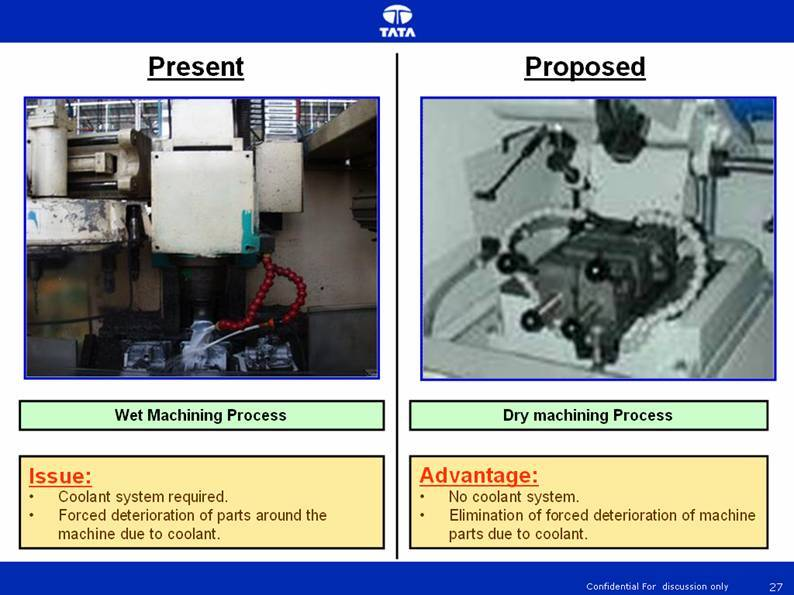 TATA
Present
Proposed
Wet Machining Process
Dry machining Process
Issue:
• Coolant system required.
• Forced deterioration of parts around the
machine due to coolant.
Advantage:
• No coolant system.
• Elimination of forced deterioration of machine
parts due to coolant.
Confidential For discussion only
27